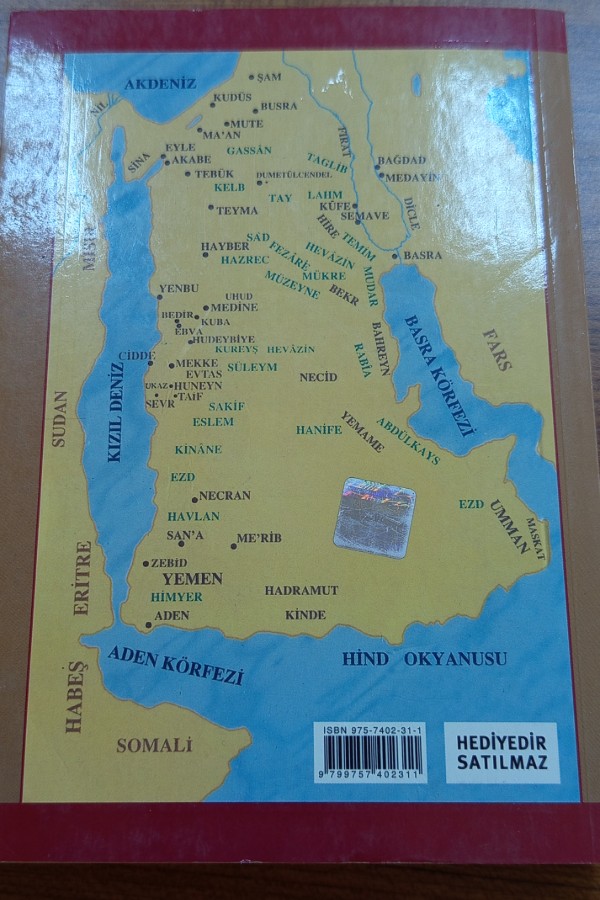 AKDENİZ
ŞAM
KUDÜS
BUSRA
NİL
MUTE
MA'AN
FIRAT
EYLE
GASSÁN
TAGLİB
BAĞDAD
SİNA
AKABE
MEDAYİN
TEBÜK
DUMETÜLCENDEL
KELB
TAY
LAHM
DİCLE
TEYMA
KÛFE
SEMAVE
HİRE
TEMİM
MISIR
HAYBER
SAD
FEZÂRE
HEVÂZİN
BASRA
HAZREC
MÜKRE
MUDAR
MÜZEYNE
BEKR
YENBU
UHUD
MEDİNE
BEDİR
KUBA
EBVA
HUDEYBİYE
BAHREYN
BASRA KÖRFEZİ
FARS
KUREYŞ
HEVÂZİN
CİDDE
MEKKE
SÜLEYM
RABİA
EVTAS
NECİD
UKAZ
HUNEYN
SEVR
TAİF
KIZIL DENİZ
SUDAN
SAKIF
ESLEM
HANİFE
YEMAME
ABDÜLKAYS
KİNÂNE
EZD
NECRAN
EZD
UMMAN
MASKAT
HAVLAN
SAN'A
ME'RİB
ZEBİD
YEMEN
ERİTRE
HİMYER
HADRAMUT
ADEN
KİNDE
HABEŞ
ADEN KÖRFEZİ
HİND OKYANUSU
SOMALİ
ISBN 975-7402-31-1
9 799757 402311
HEDİYEDİR
SATILMAZ